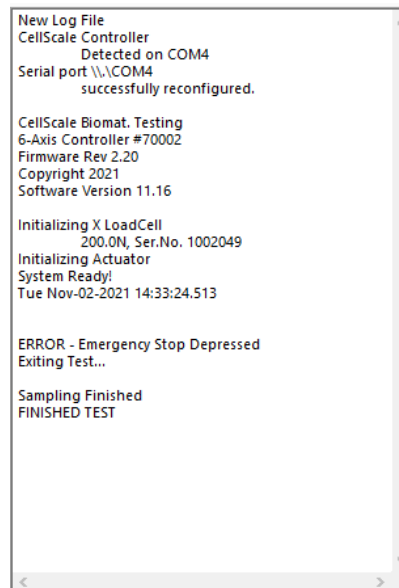 New Log File
CellScale Controller
Detected on COM4
Serial port \\.\COM4
successfully reconfigured.
CellScale Biomat. Testing
6-Axis Controller #70002
Firmware Rev 2.20
Copyright 2021
Software Version 11.16
Initializing X LoadCell
200.0N, Ser.No. 1002049
Initializing Actuator
System Ready!
Tue Nov-02-2021 14:33:24.513
ERROR - Emergency Stop Depressed
Exiting Test...
Sampling Finished
FINISHED TEST